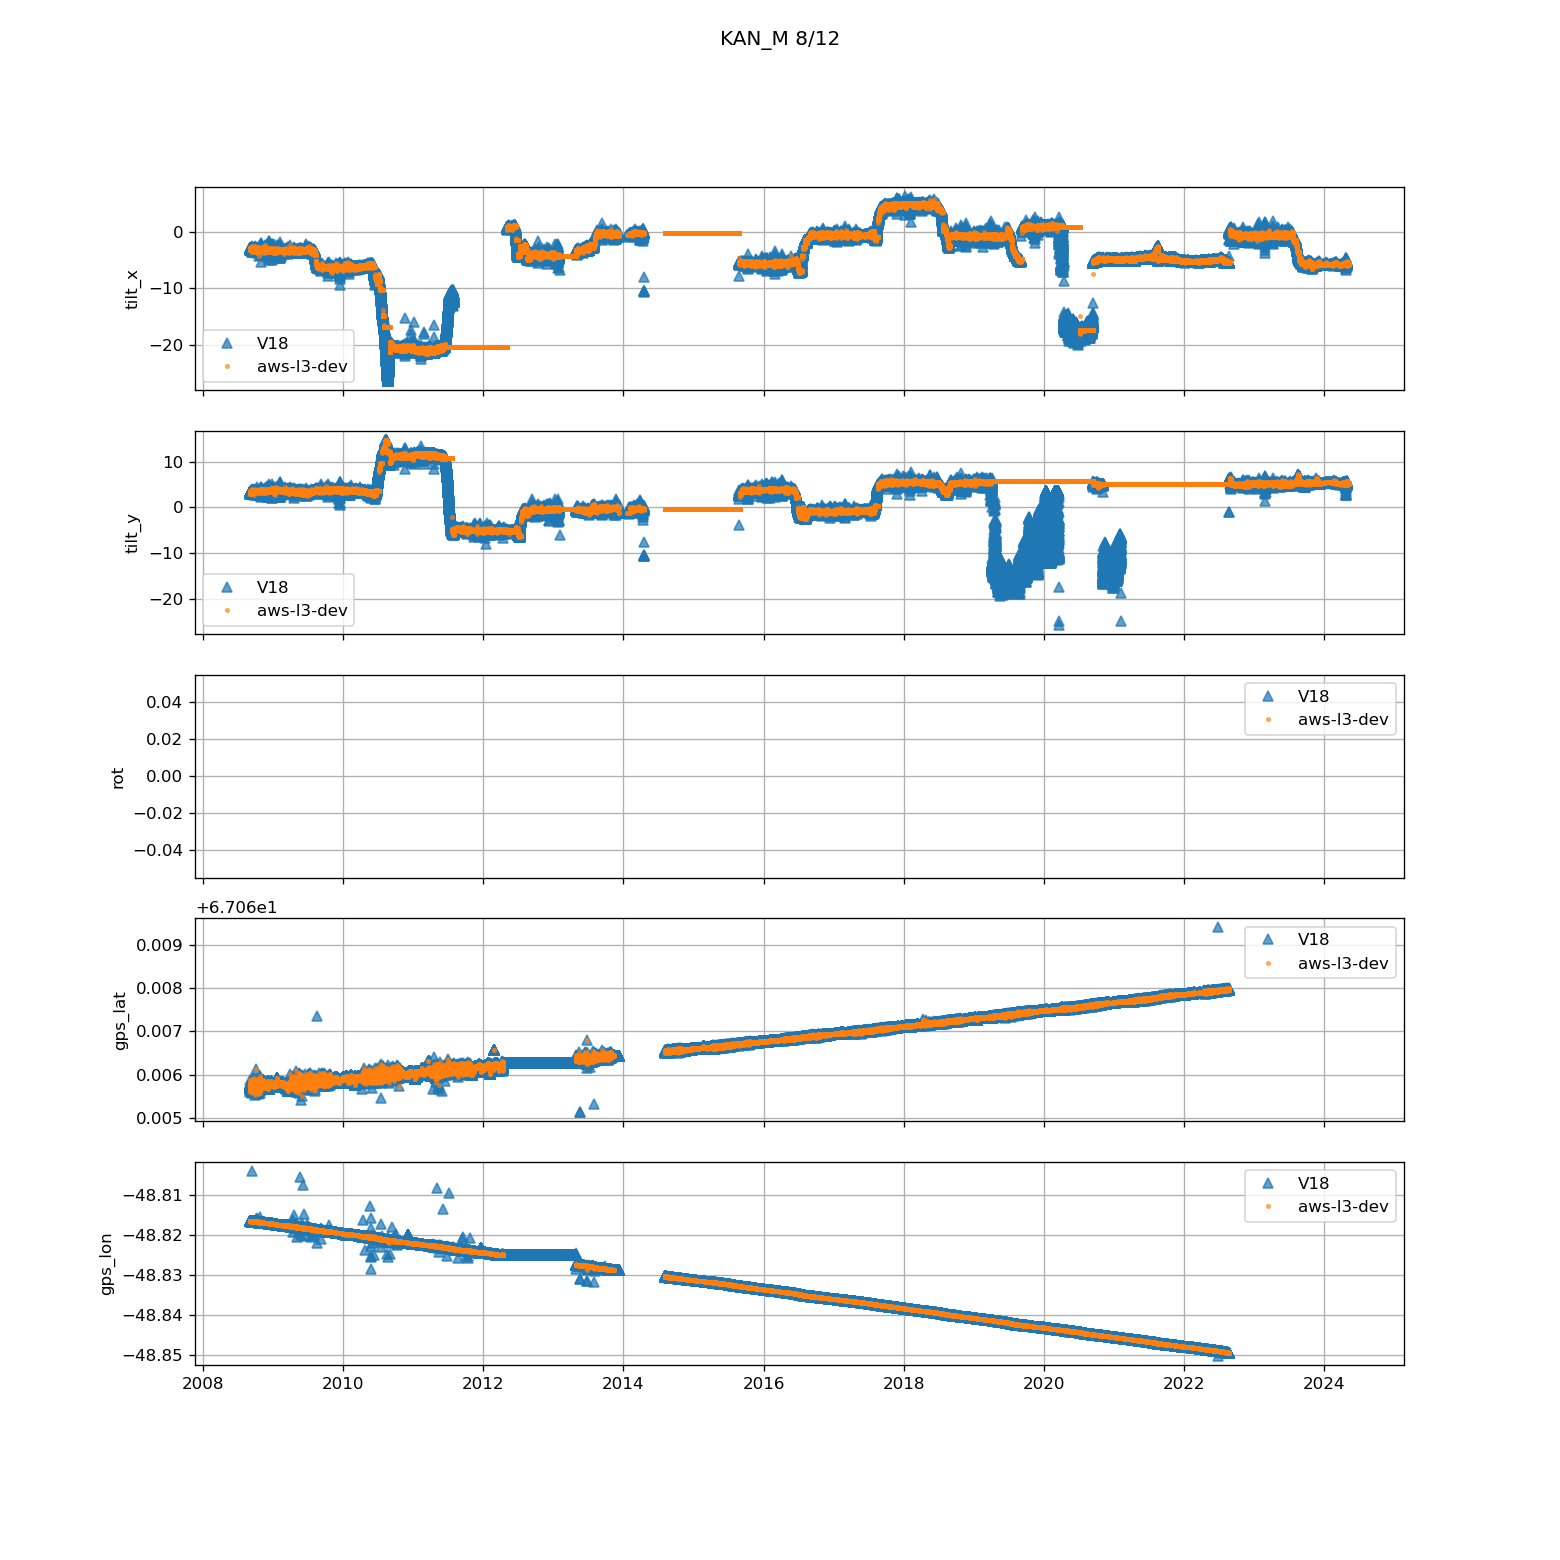 KAN_M 8/12
tilt_x
0
−10
−20
V18
aws-l3-dev
tilt_y
10
0
−10
−20
V18
aws-l3-dev
rot
0.04
0.02
0.00
−0.02
−0.04
V18
aws-l3-dev
+6.706e1
gps_lat
0.009
0.008
0.007
0.006
0.005
V18
aws-l3-dev
gps_lon
−48.81
−48.82
−48.83
−48.84
−48.85
V18
aws-l3-dev
2008 2010 2012 2014 2016 2018 2020 2022 2024